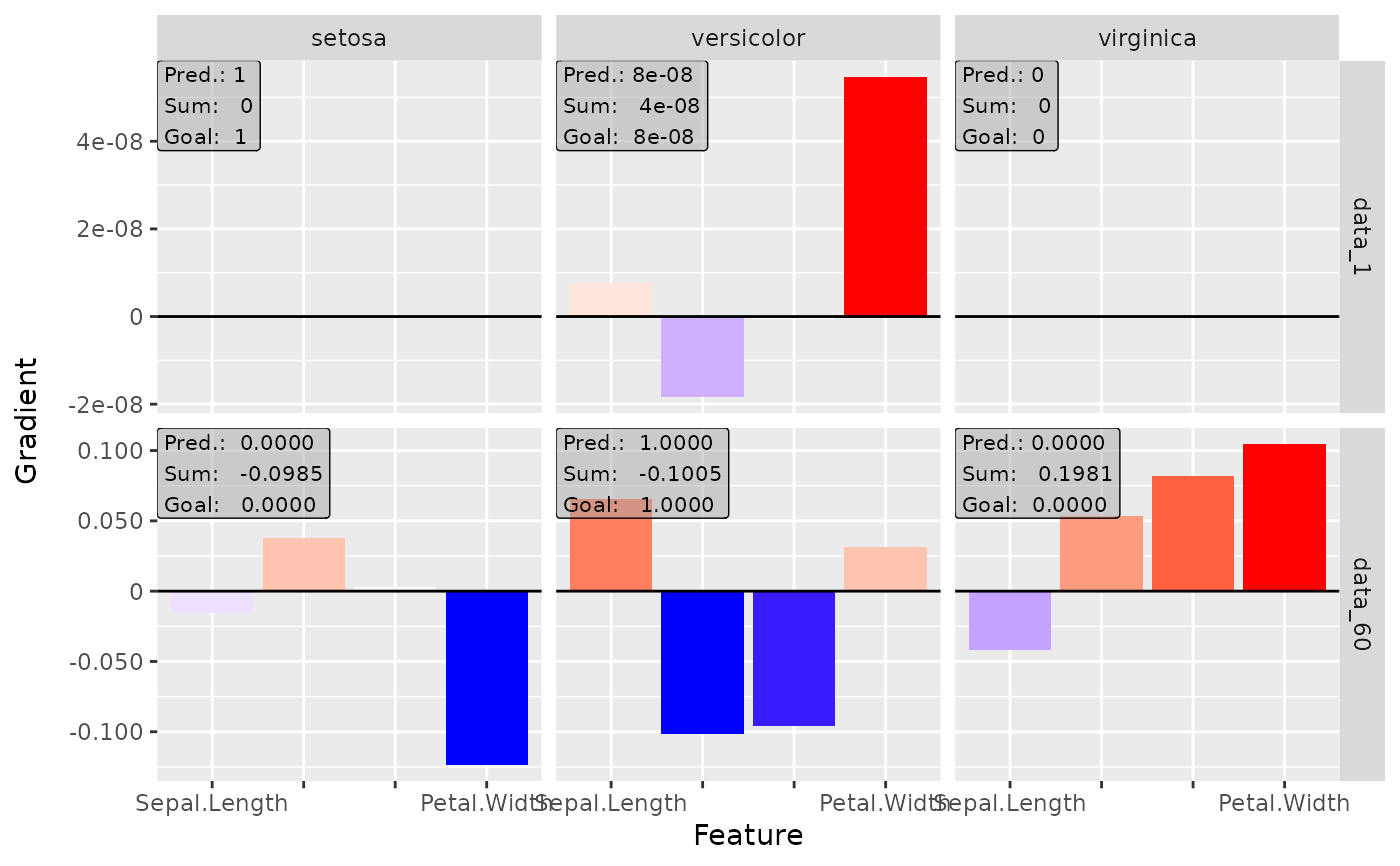 setosa
versicolor
virginica
Pred.: 1
Sum: 0
Goal: 1
Pred.: 8e-08
Sum: 4e-08
Goal: 8e-08
Pred.: 0
Sum: 0
Goal: 0
4e-08
2e-08
0
-2e-08
data_1
Gradient
Pred.: 0.0000
Sum: -0.0985
Goal: 0.0000
Pred.: 1.0000
Sum: -0.1005
Goal: 1.0000
Pred.: 0.0000
Sum: 0.1981
Goal: 0.0000
0.100
0.050
0
-0.050
-0.100
data_60
Sepal.Length
Petal.Width
Sepal.Length
Petal.Width
Sepal.Length
Petal.Width
Feature